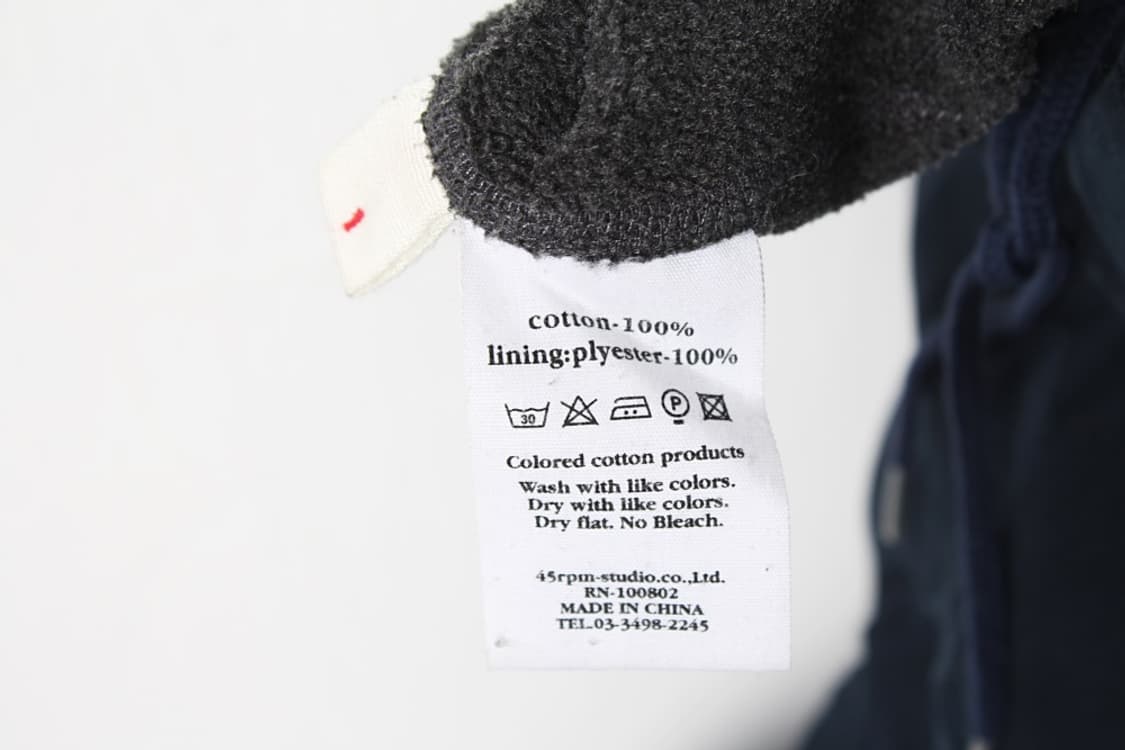 cotton-100%
lining:plyester-100%
30 P
Colored cotton products
Wash with like colors.
Dry with like colors.
Dry flat. No Bleach.
45rpm-studio.co.,Ltd.
RN-100802
MADE IN CHINA
TEL.03-3498-2245